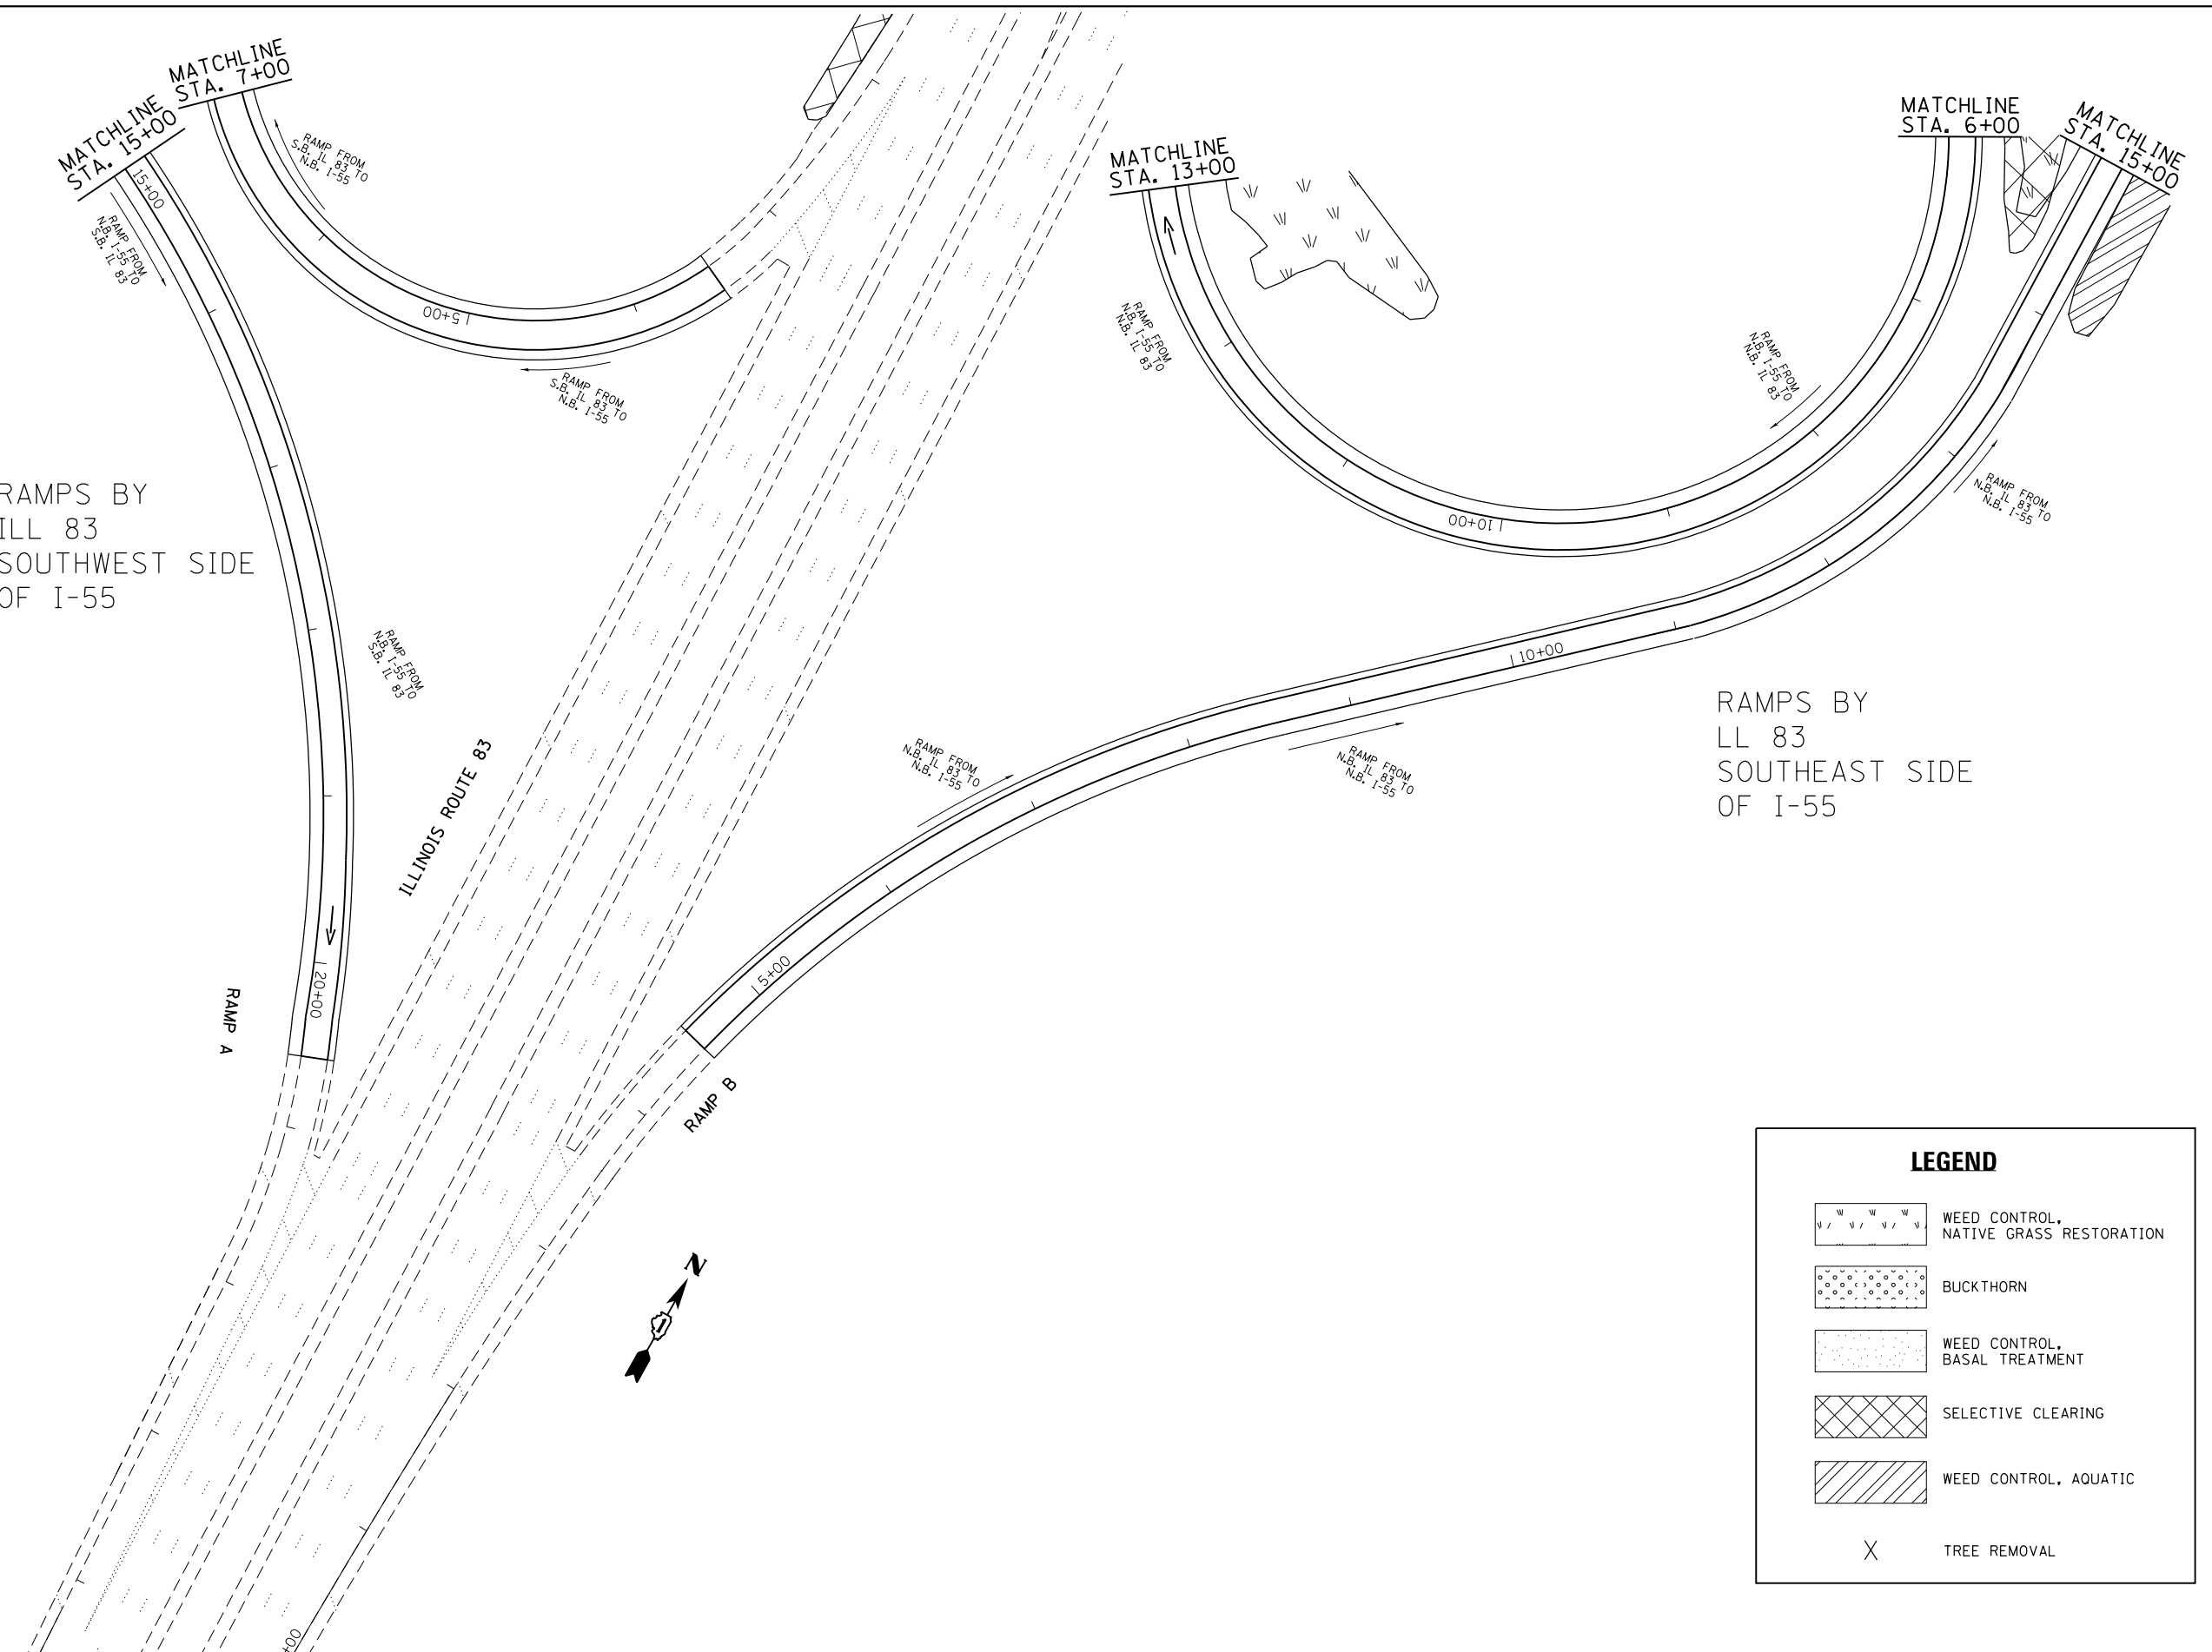 MATCHLINE
STA. 7+00
MATCHLINE
STA. 15+00
15+00
RAMP FROM
S.B. IL 83 TO
N.B. I-55
RAMP FROM
N.B. I-55 TO
S.B. IL 83
5+00
RAMP FROM
S.B. IL 83 TO
N.B. I-55
MATCHLINE
STA. 13+00
MATCHLINE
STA. 6+00
MATCHLINE
STA. 15+00
RAMP FROM
N.B. I-55 TO
N.B. IL 83
RAMP FROM
N.B. I-55 TO
N.B. IL 83
10+00
RAMP FROM
N.B. IL 83 TO
N.B. I-55
RAMPS BY
ILL 83
SOUTHWEST SIDE
OF I-55
RAMP FROM
N.B. I-55 TO
S.B. IL 83
10+00
RAMPS BY
LL 83
SOUTHEAST SIDE
OF I-55
RAMP FROM
N.B. IL 83 TO
N.B. I-55
RAMP FROM
N.B. IL 83 TO
N.B. I-55
ILLINOIS ROUTE 83
5+00
20+00
RAMP A
RAMP B
N
1
+00
LEGEND
WEED CONTROL,
NATIVE GRASS RESTORATION
BUCKTHORN
WEED CONTROL,
BASAL TREATMENT
SELECTIVE CLEARING
WEED CONTROL, AQUATIC
X TREE REMOVAL